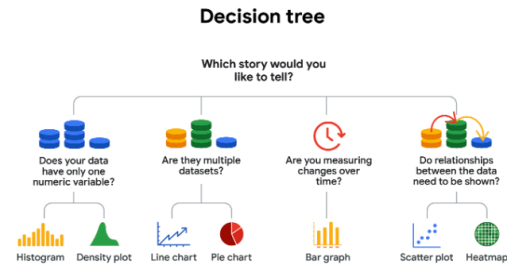 Decision tree
Which story would you
like to tell?
Does your data
have only one
numeric variable?
Are they multiple
datasets?
Are you measuring
changes over
time?
Do relationships
between the data
need to be shown?
Histogram
Density plot
Line chart
Pie chart
Bar graph
Scatter plot
Heatmap